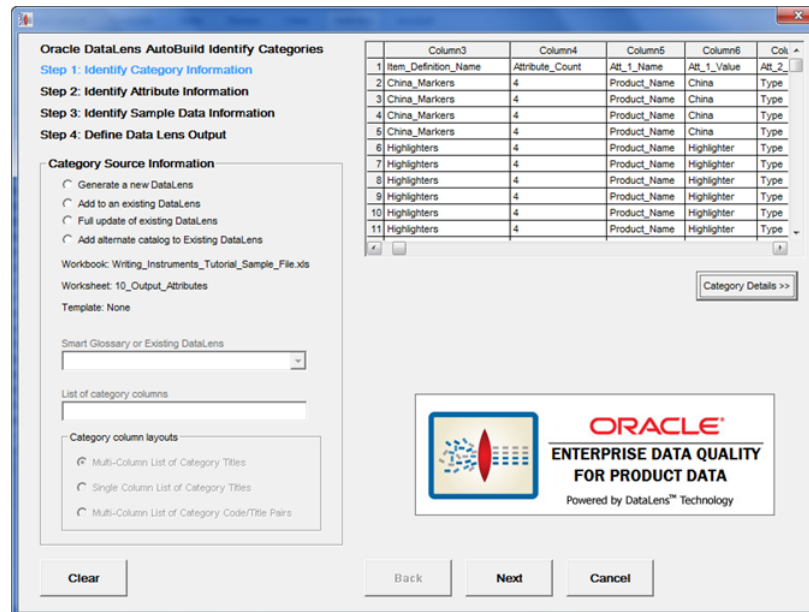 Oracle DataLens AutoBuild Identify Categories
Step 1: Identify Category Information
Step 2: Identify Attribute Information
Step 3: Identify Sample Data Information
Step 4: Define Data Lens Output
Category Source Information
Generate a new DataLens
Add to an existing DataLens
Full update of existing DataLens
Add alternate catalog to Existing DataLens
Workbook: Writing_Instruments_Tutorial_Sample_File.xls
Worksheet: 10_Output_Attributes
Template: None
Smart Glossary or Existing DataLens
List of category columns
Category column layouts
Multi-Column List of Category Titles
Single Column List of Category Titles
Multi-Column List of Category Code/Title Pairs
Column3 Column4 Column5 Column6 Colu
1 Item_Definition_Name Attribute_Count Att_1_Name Att_1_Value Att_2_
2 China_Markers 4 Product_Name China Type
3 China_Markers 4 Product_Name China Type
4 China_Markers 4 Product_Name China Type
5 China_Markers 4 Product_Name China Type
6 Highlighters 4 Product_Name Highlighter Type
7 Highlighters 4 Product_Name Highlighter Type
8 Highlighters 4 Product_Name Highlighter Type
9 Highlighters 4 Product_Name Highlighter Type
10 Highlighters 4 Product_Name Highlighter Type
11 Highlighters 4 Product_Name Highlighter Type
Category Details >>
ORACLE®
ENTERPRISE DATA QUALITY
FOR PRODUCT DATA
Powered by DataLens™ Technology
Clear Back Next Cancel